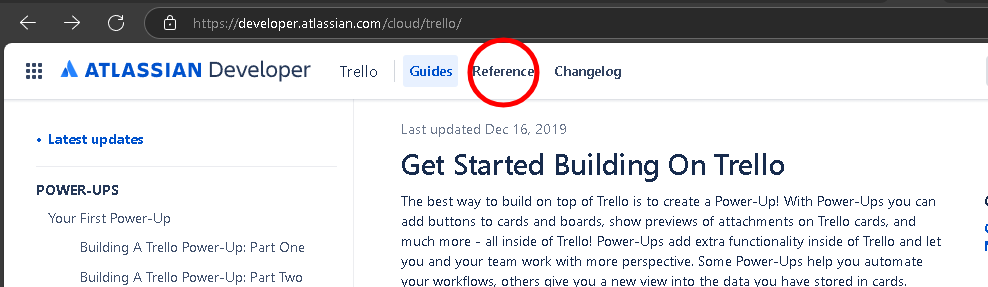 https://developer.atlassian.com/cloud/trello/
ATLASSIAN Developer Trello Guides Reference Changelog
• Latest updates
POWER-UPS
Your First Power-Up
Building A Trello Power-Up: Part One
Building A Trello Power-Up: Part Two
Last updated Dec 16, 2019
Get Started Building On Trello
The best way to build on top of Trello is to create a Power-Up! With Power-Ups you can
add buttons to cards and boards, show previews of attachments on Trello cards, and
much more - all inside of Trello! Power-Ups add extra functionality inside of Trello and let
you and your team work with more perspective. Some Power-Ups help you automate
your workflows, others give you a new view into the data you have stored in cards.